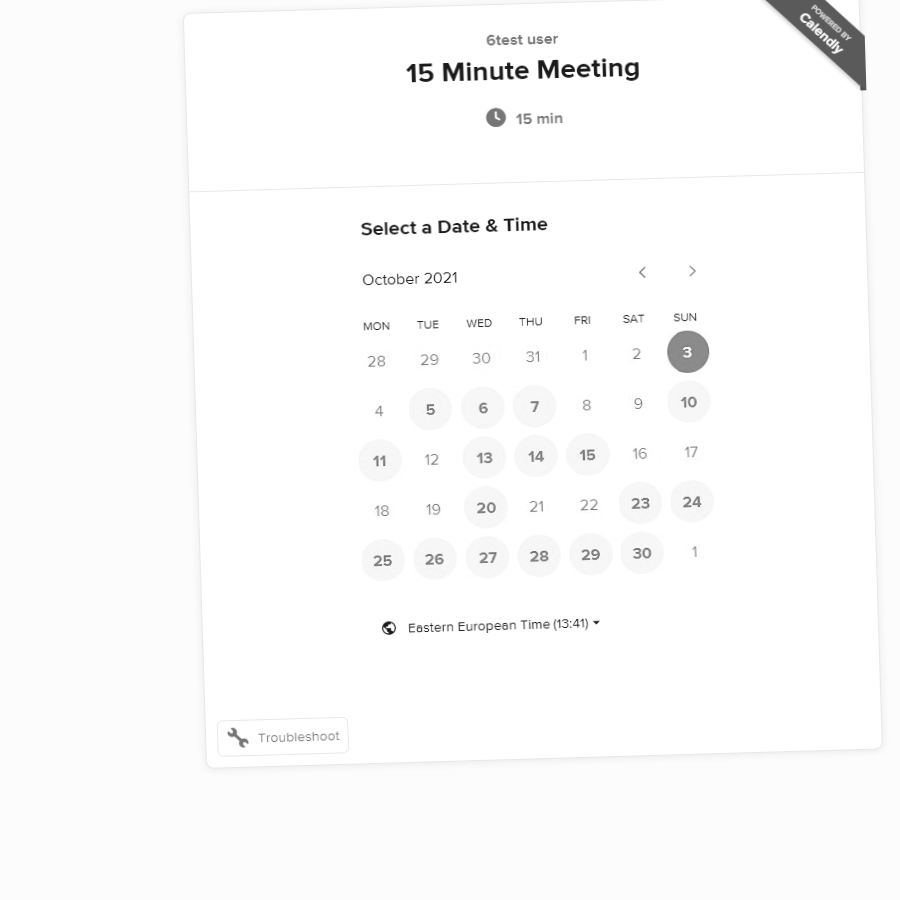 POWERED BY
Calendly
6test user
15 Minute Meeting
15 min
Select a Date & Time
October 2021
MON TUE WED THU FRI SAT SUN
28 29 30 31 1 2 3
4 5 6 7 8 9 10
11 12 13 14 15 16 17
18 19 20 21 22 23 24
25 26 27 28 29 30 1
Eastern European Time (13:41)
Troubleshoot